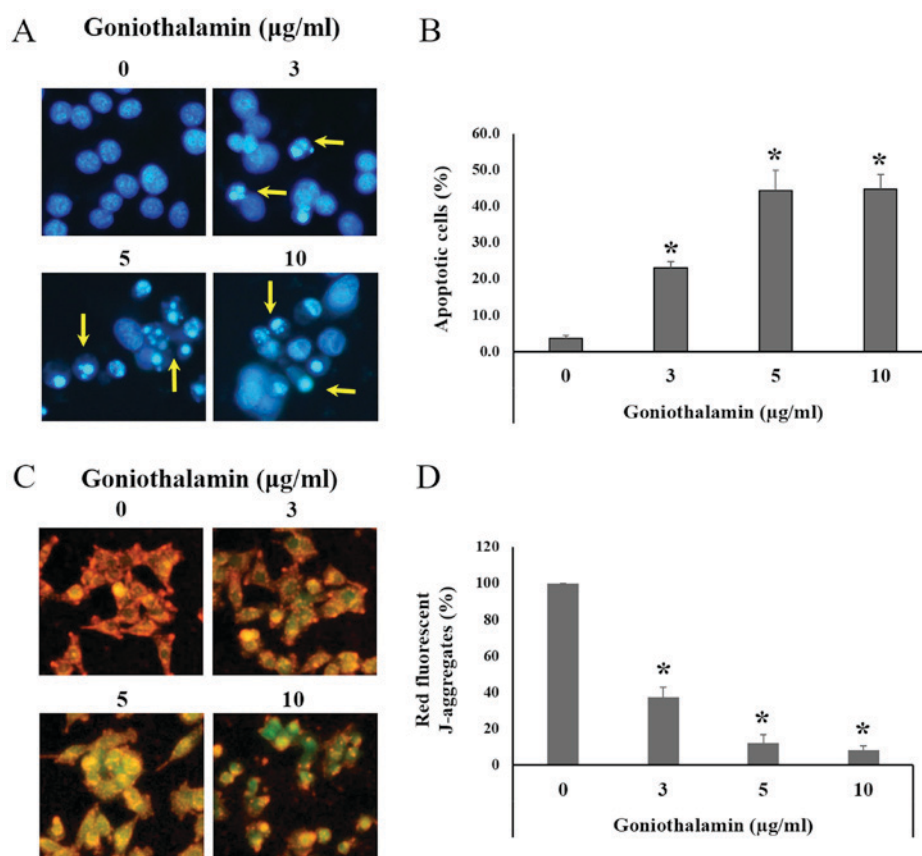 A
Goniothalamin (µg/ml)
0 3
5 10
B
60.0
50.0
40.0
30.0
20.0
10.0
0.0
Apoptotic cells (%)
*
*
*
0 3 5 10
Goniothalamin (µg/ml)
C
Goniothalamin (µg/ml)
0 3
5 10
D
120
100
80
60
40
20
0
Red fluorescent
J-aggregates (%)
*
*
*
0 3 5 10
Goniothalamin (µg/ml)